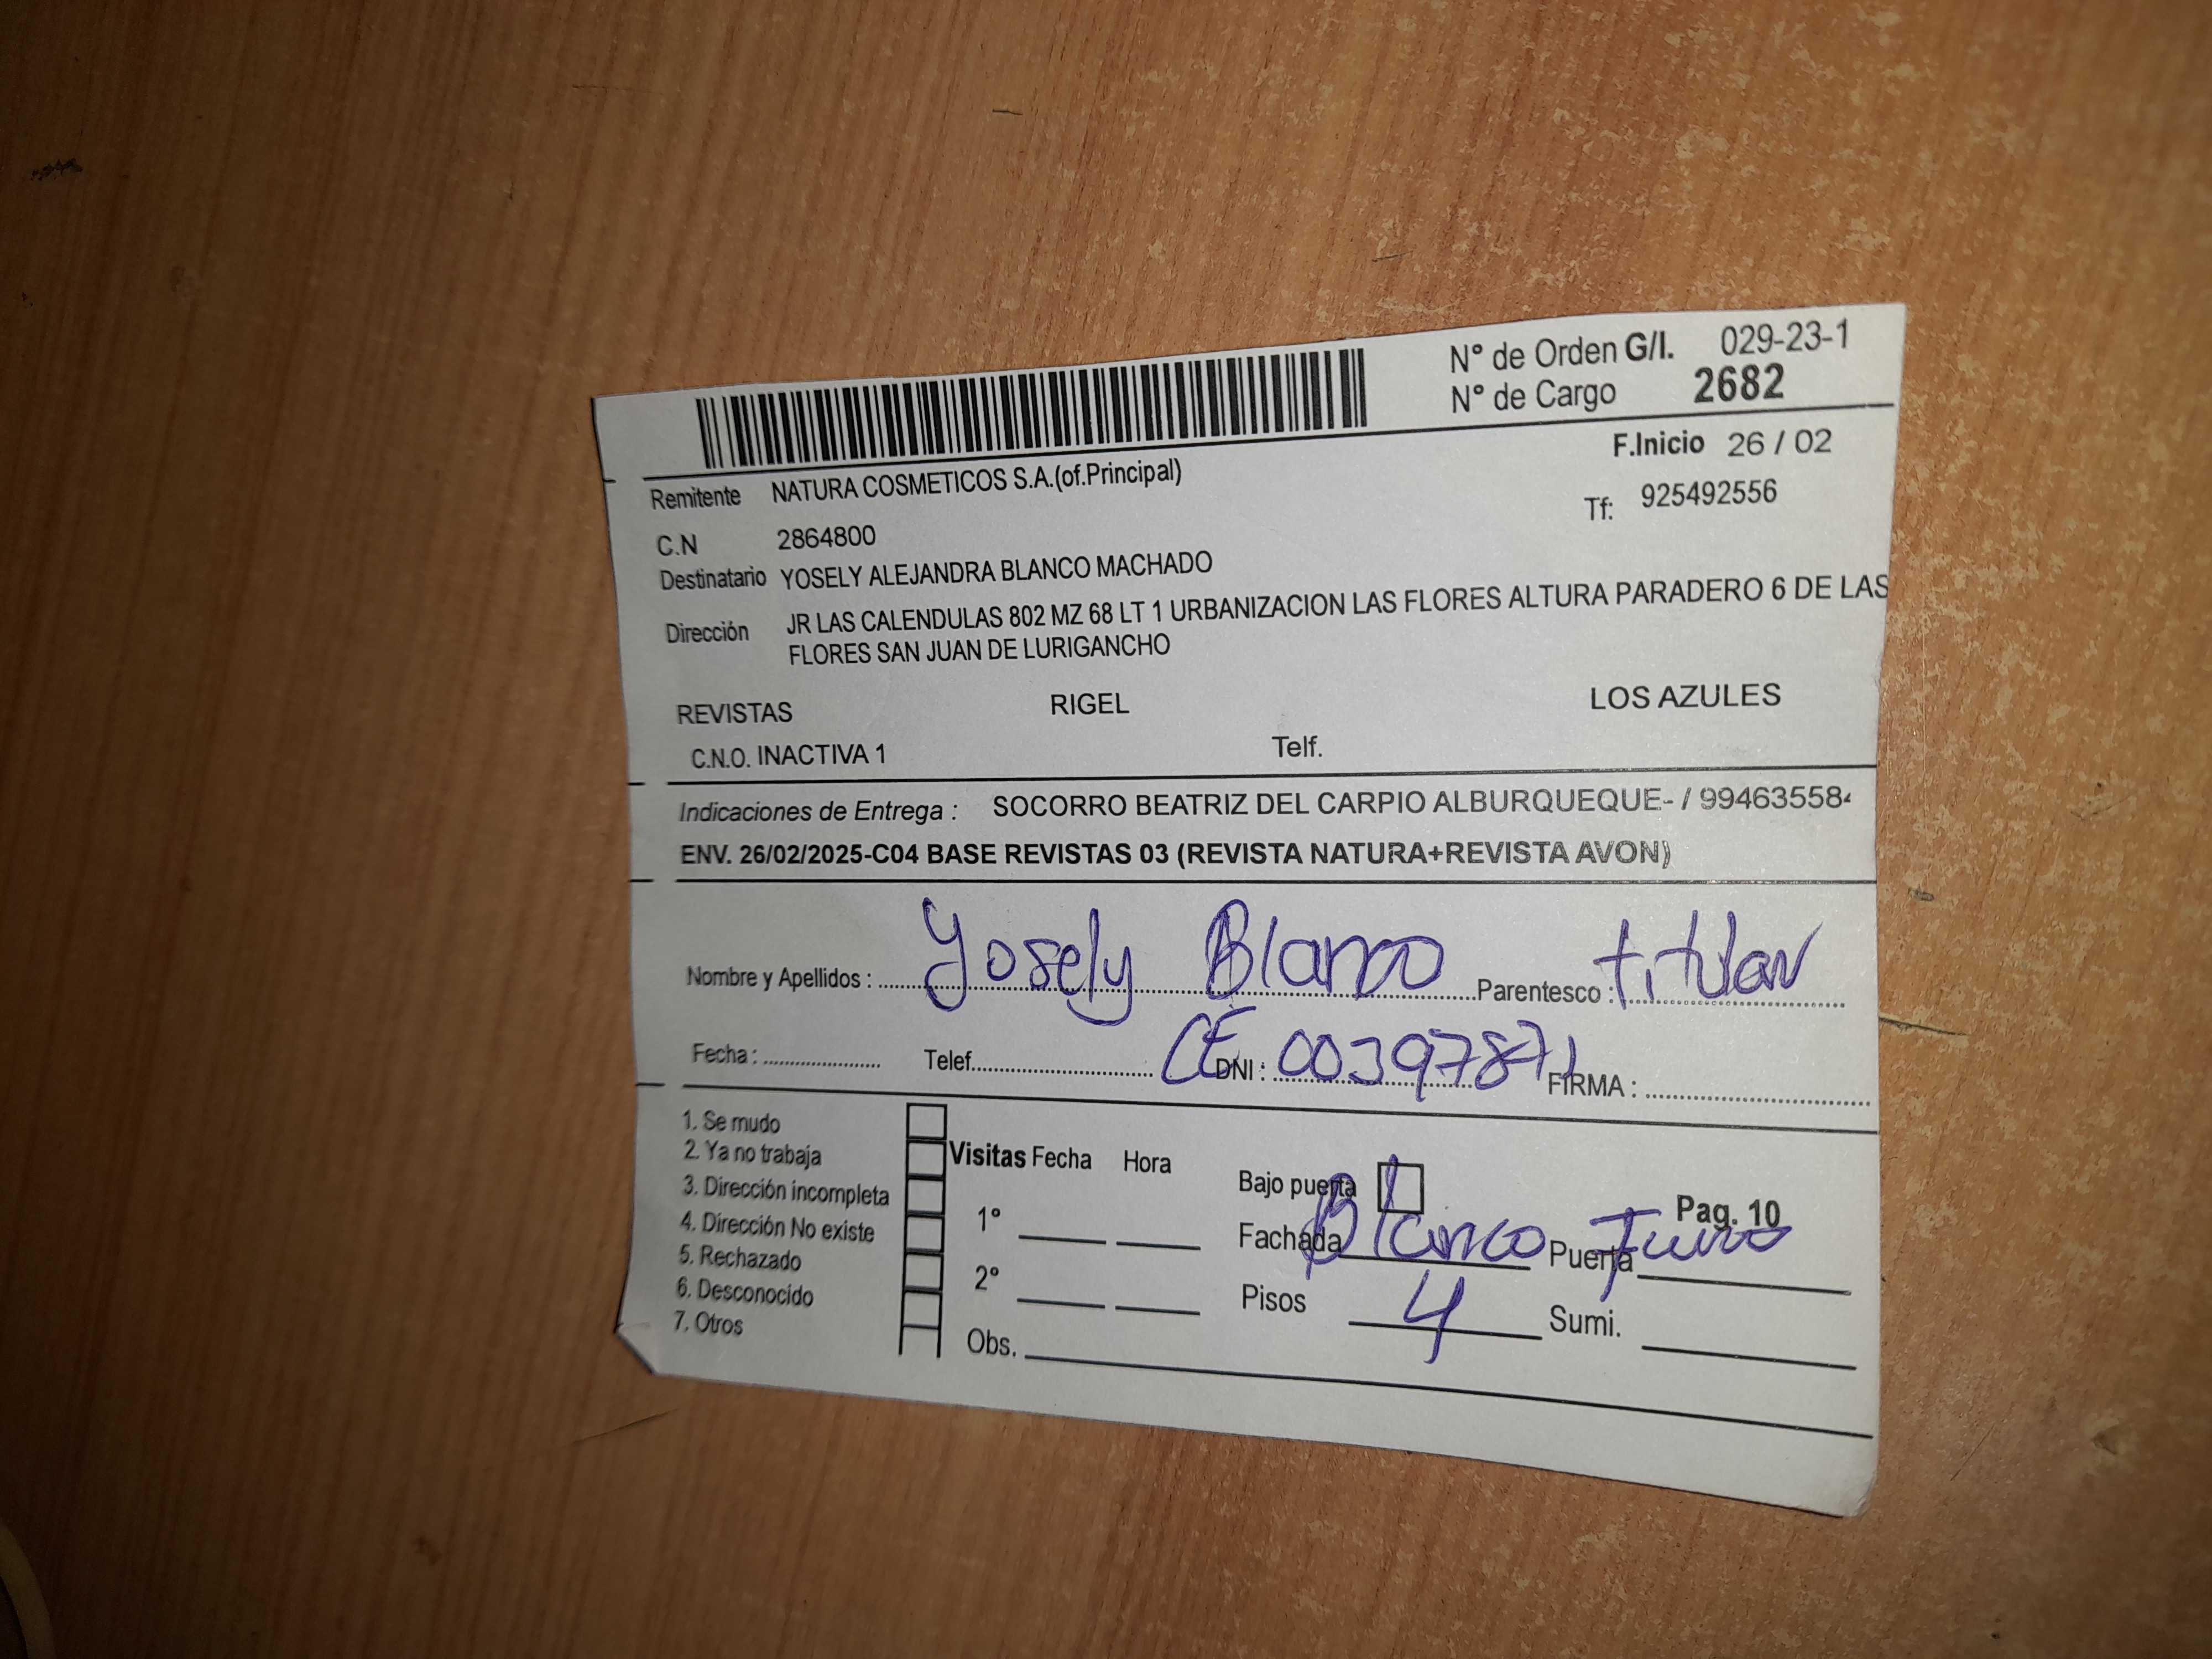 N° de Orden G/I. 029-23-1
N° de Cargo 2682
F.Inicio 26 / 02
Remitente NATURA COSMETICOS S.A.(of.Principal)
Tf: 925492556
C.N 2864800
Destinatario YOSELY ALEJANDRA BLANCO MACHADO
Dirección JR LAS CALENDULAS 802 MZ 68 LT 1 URBANIZACION LAS FLORES ALTURA PARADERO 6 DE LAS
FLORES SAN JUAN DE LURIGANCHO
REVISTAS RIGEL LOS AZULES
C.N.O. INACTIVA 1 Telf.
Indicaciones de Entrega : SOCORRO BEATRIZ DEL CARPIO ALBURQUEQUE- / 99463558
ENV. 26/02/2025-C04 BASE REVISTAS 03 (REVISTA NATURA+REVISTA AVON)
Nombre y Apellidos : Yosely Blanco Parentesco : titular
Fecha : Telef. CE DNI : 00397871 FIRMA :
1. Se mudo
2. Ya no trabaja
3. Dirección incompleta
4. Dirección No existe
5. Rechazado
6. Desconocido
7. Otros
Visitas Fecha Hora
1°
2°
Obs.
Bajo puerta
Pag. 10
Fachada Blanco Puerta
Pisos 4 Sumi.